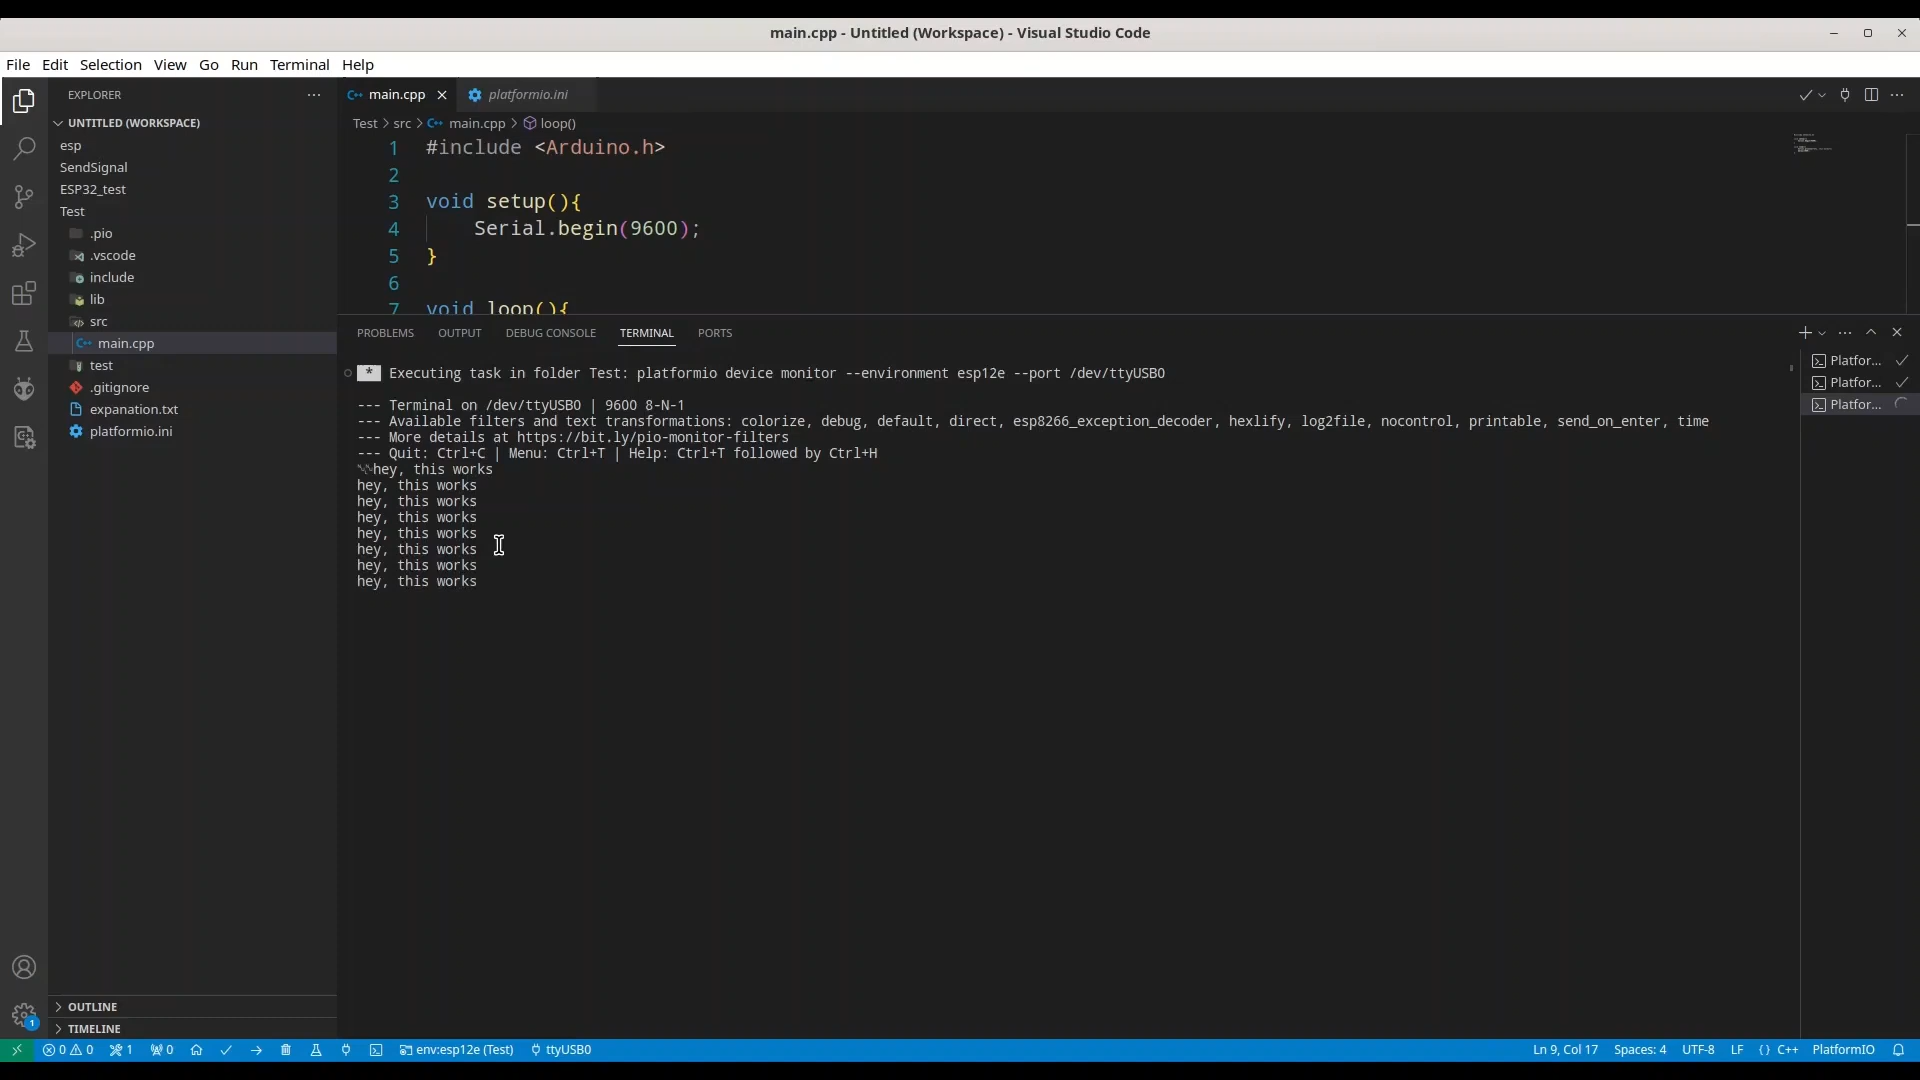 main.cpp - Untitled (Workspace) - Visual Studio Code
File Edit Selection View Go Run Terminal Help
EXPLORER
UNTITLED (WORKSPACE)
esp
SendSignal
ESP32_test
Test
.pio
.vscode
include
lib
src
main.cpp
test
.gitignore
expanation.txt
platformio.ini
OUTLINE
TIMELINE
main.cpp platformio.ini
Test > src > main.cpp > loop()
1 #include <Arduino.h>
2
3 void setup(){
4 Serial.begin(9600);
5 }
6
7 void loop(){
PROBLEMS OUTPUT DEBUG CONSOLE TERMINAL PORTS
* Executing task in folder Test: platformio device monitor --environment esp12e --port /dev/ttyUSB0
--- Terminal on /dev/ttyUSB0 | 9600 8-N-1
--- Available filters and text transformations: colorize, debug, default, direct, esp8266_exception_decoder, hexlify, log2file, nocontrol, printable, send_on_enter, time
--- More details at https://bit.ly/pio-monitor-filters
--- Quit: Ctrl+C | Menu: Ctrl+T | Help: Ctrl+T followed by Ctrl+H
hey, this works
hey, this works
hey, this works
hey, this works
hey, this works
hey, this works
hey, this works
hey, this works
Platfor...
Platfor...
Platfor...
1
0 0 1 0 env:esp12e (Test) ttyUSB0 Ln 9, Col 17 Spaces: 4 UTF-8 LF {} C++ PlatformIO